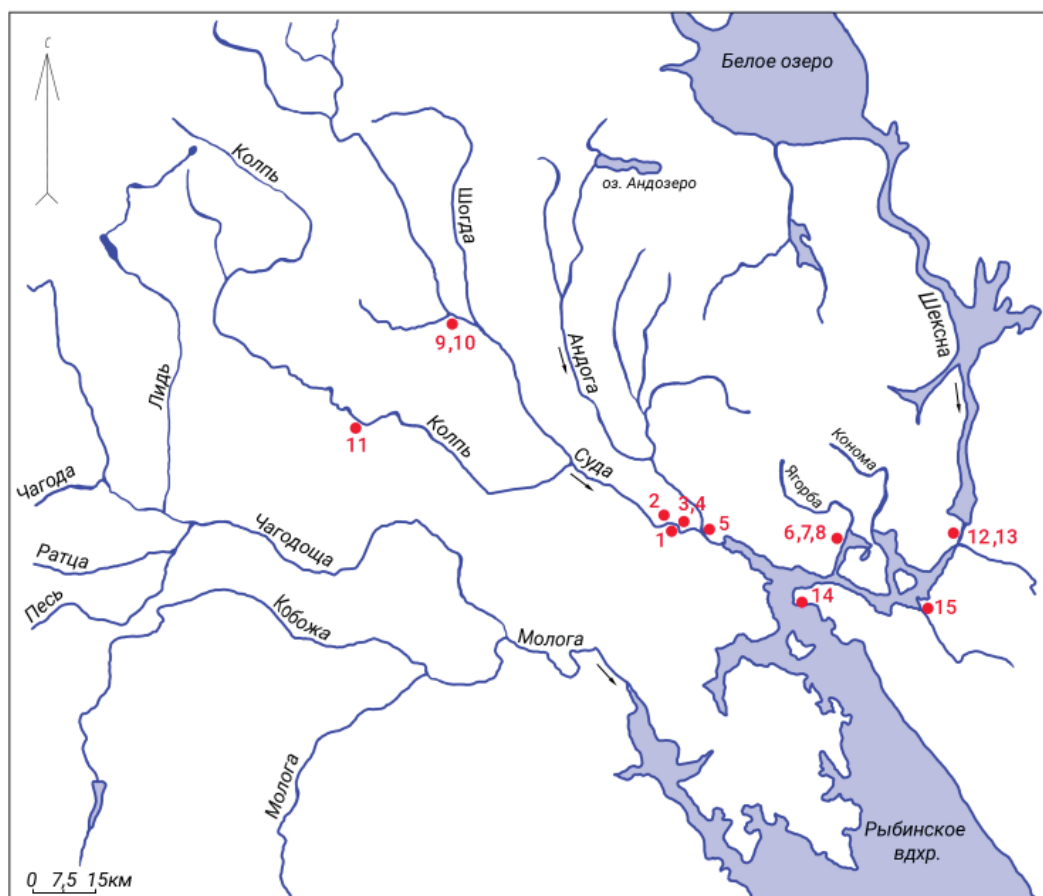 С
Белое озеро
Колпь
оз. Андозеро
Шогда
Шексна
9,10
Андога
Лидь
11
Колпь
Конома
Суда
Ягорба
Чагода
2
3,4
1
5
6,7,8
12,13
Чагодоща
Ратца
Песь
14
15
Кобожа
Молога
Молога
Рыбинское
вдхр.
0 7,5 15км